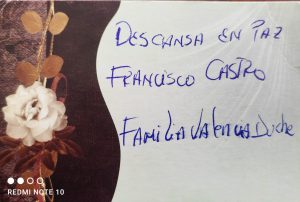 DESCANSA EN PAZ
FRANCISCO CASTRO
FAMILIA VALENCIA Duche
REDMI NOTE 10